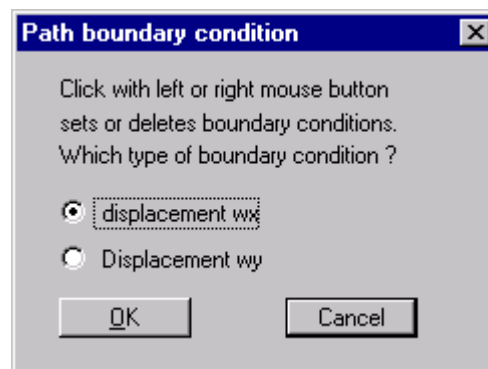 Path boundary condition
Click with left or right mouse button
sets or deletes boundary conditions.
Which type of boundary condition ?
displacement wx
Displacement wy
OK Cancel